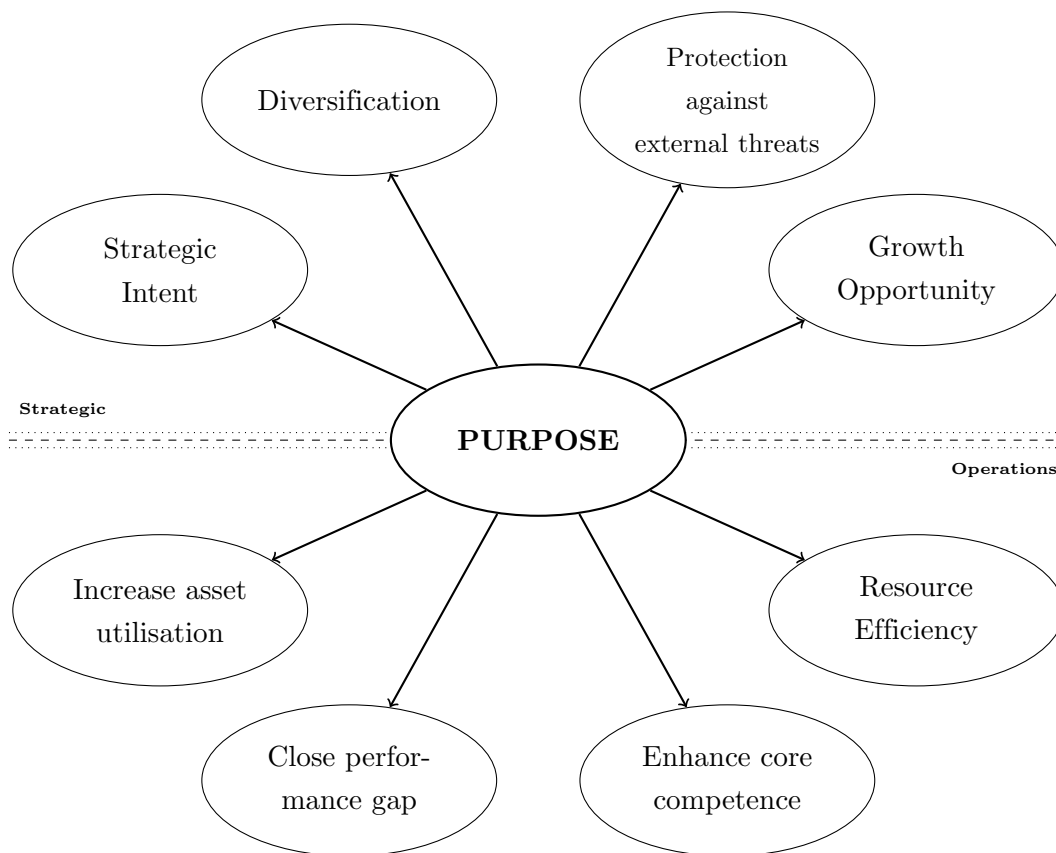 Diversification
Protection
against
external threats
Strategic
Intent
Growth
Opportunity
Strategic
PURPOSE
Operations
Increase asset
utilisation
Resource
Efficiency
Close perfor-
mance gap
Enhance core
competence